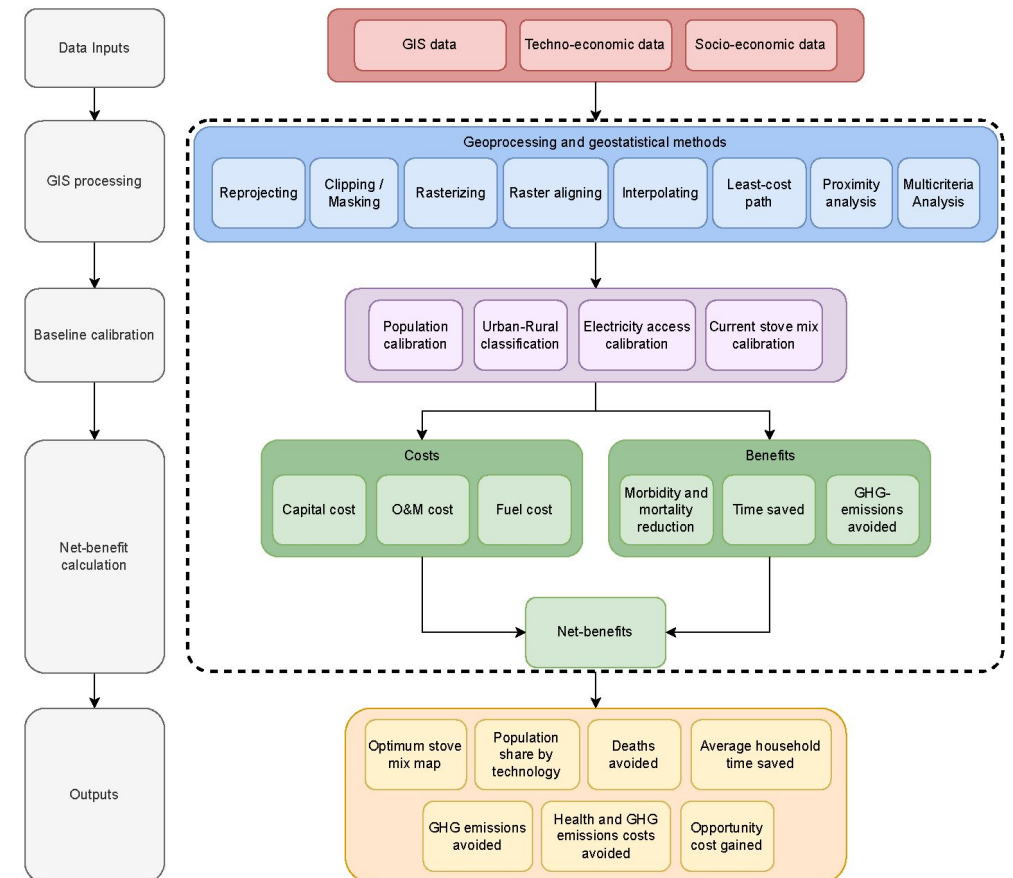 Data Inputs
GIS data
Techno-economic data
Socio-economic data
GIS processing
Geoprocessing and geostatistical methods
Reprojecting
Clipping /
Masking
Rasterizing
Raster aligning
Interpolating
Least-cost
path
Proximity
analysis
Multicriteria
Analysis
Baseline calibration
Population
calibration
Urban-Rural
classification
Electricity access
calibration
Current stove mix
calibration
Net-benefit
calculation
Costs
Capital cost
O&M cost
Fuel cost
Benefits
Morbidity and
mortality
reduction
Time saved
GHG-
emissions
avoided
Net-benefits
Outputs
Optimum stove
mix map
Population
share by
technology
Deaths
avoided
Average household
time saved
GHG emissions
avoided
Health and GHG
emissions costs
avoided
Opportunity
cost gained